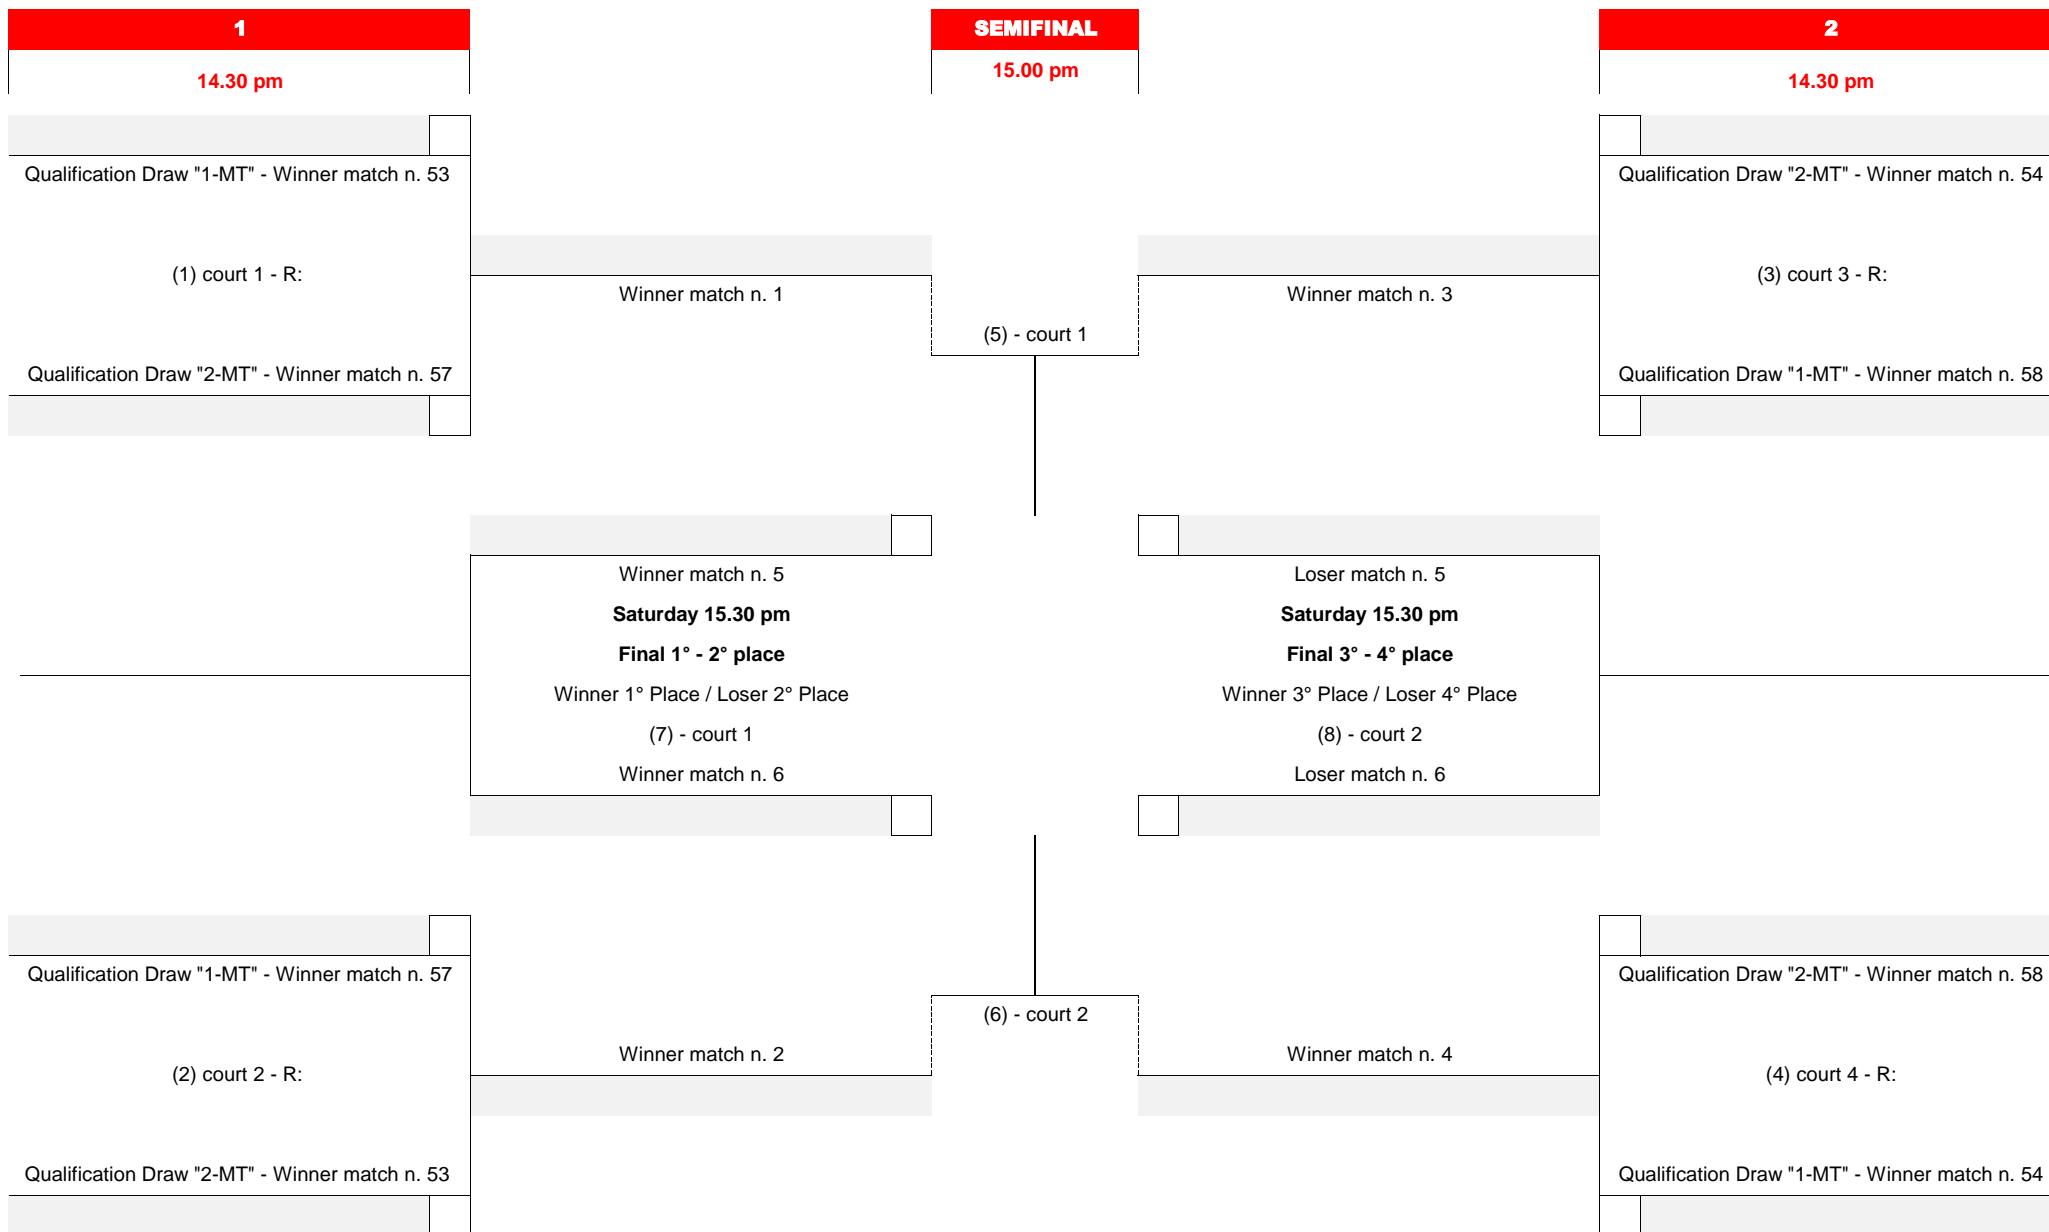 1
SEMIFINAL
2
14.30 pm
15.00 pm
14.30 pm
Qualification Draw "1-MT" - Winner match n. 53
Qualification Draw "2-MT" - Winner match n. 54
(1) court 1 - R:
(3) court 3 - R:
Winner match n. 1
Winner match n. 3
(5) - court 1
Qualification Draw "2-MT" - Winner match n. 57
Qualification Draw "1-MT" - Winner match n. 58
Winner match n. 5
Saturday 15.30 pm
Final 1° - 2° place
Winner 1° Place / Loser 2° Place
(7) - court 1
Winner match n. 6
Loser match n. 5
Saturday 15.30 pm
Final 3° - 4° place
Winner 3° Place / Loser 4° Place
(8) - court 2
Loser match n. 6
Qualification Draw "1-MT" - Winner match n. 57
Qualification Draw "2-MT" - Winner match n. 58
(6) - court 2
Winner match n. 2
Winner match n. 4
(2) court 2 - R:
(4) court 4 - R:
Qualification Draw "2-MT" - Winner match n. 53
Qualification Draw "1-MT" - Winner match n. 54